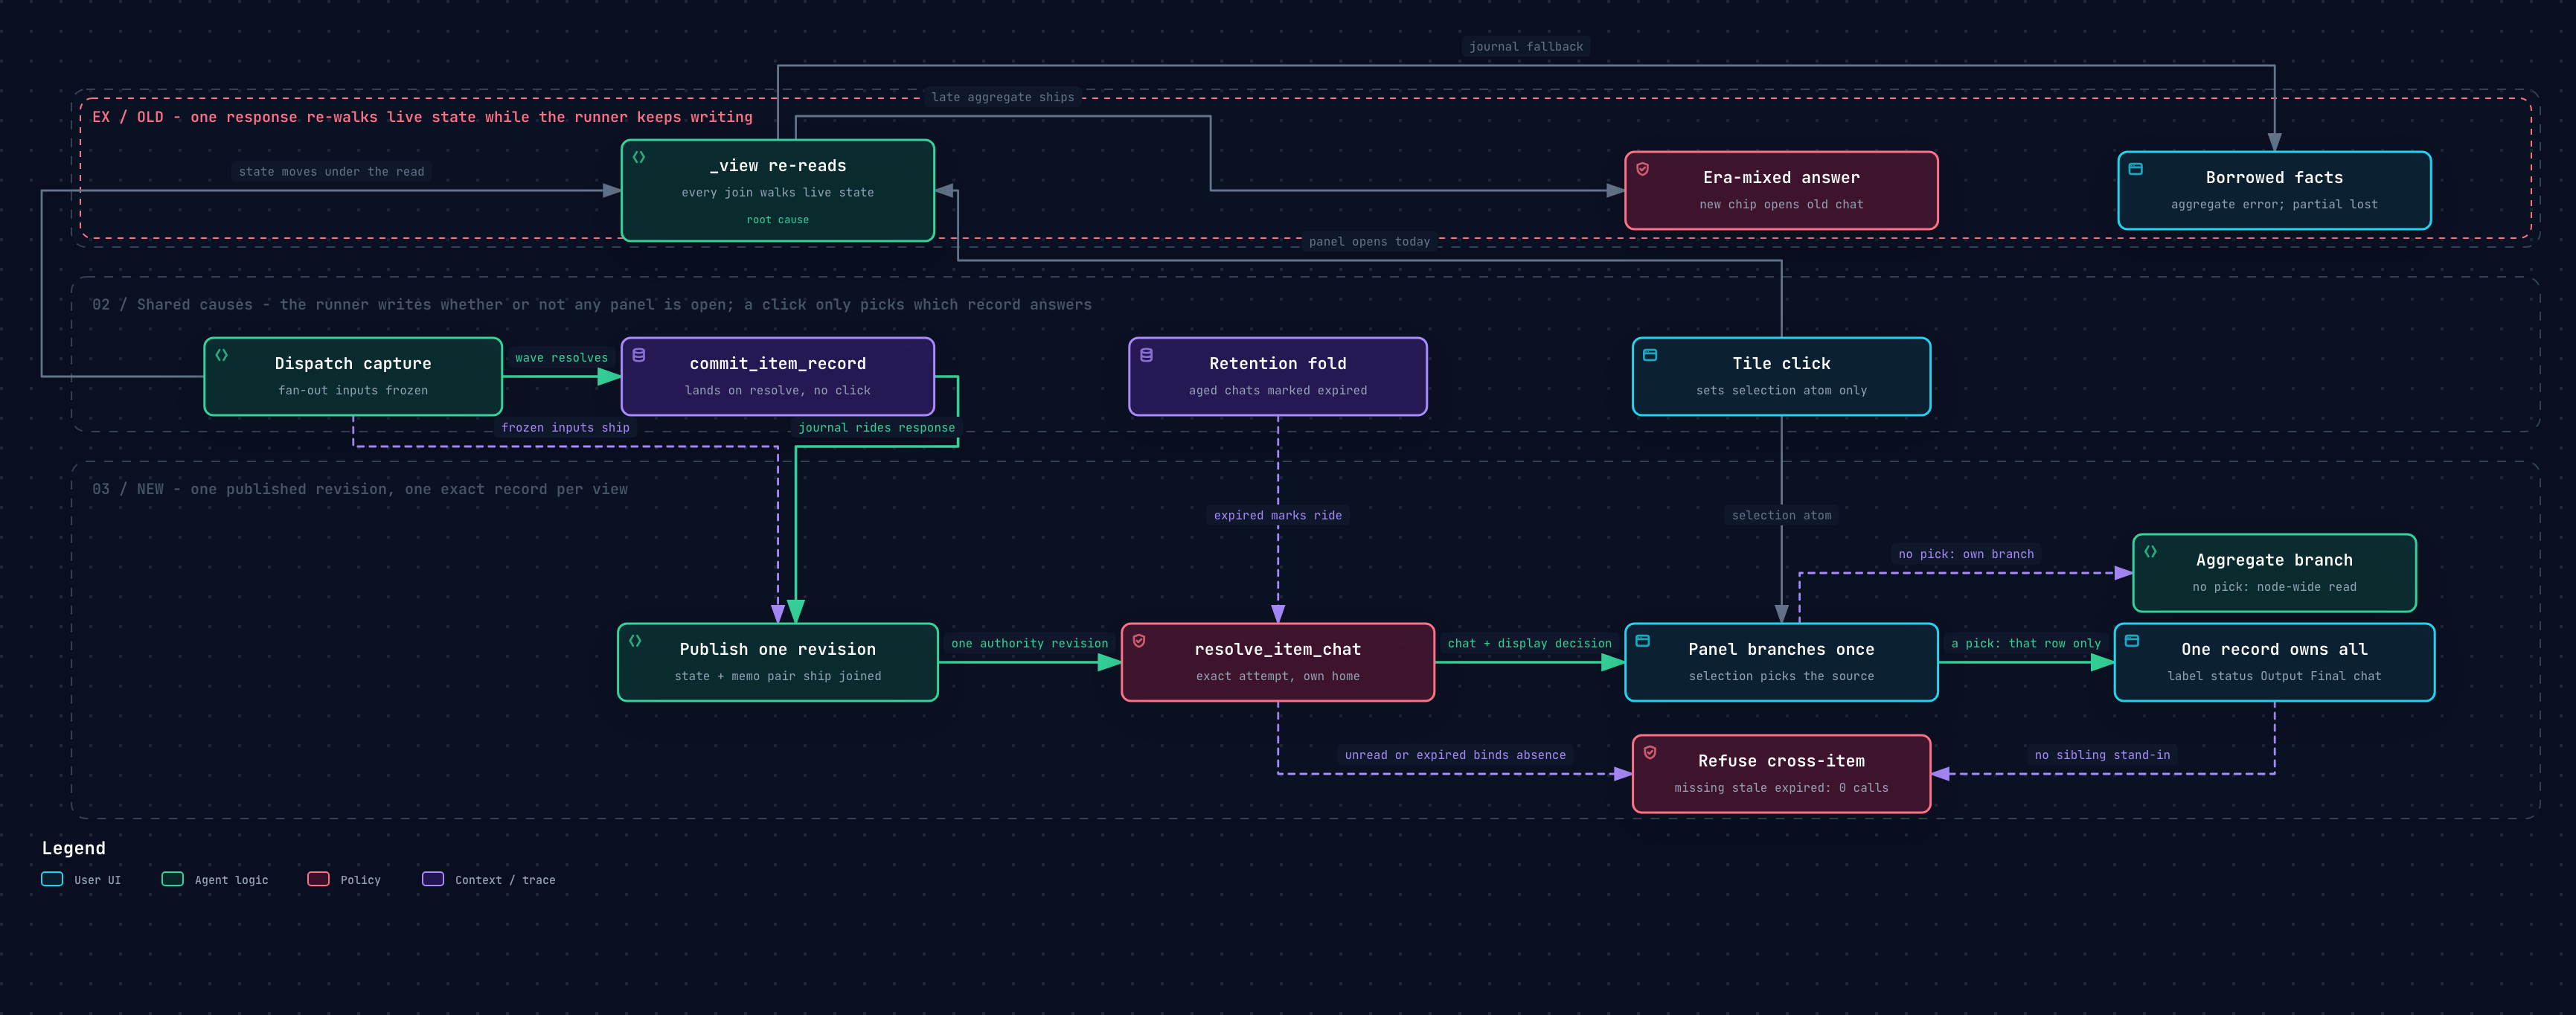 journal fallback
late aggregate ships
EX / OLD - one response re-walks live state while the runner keeps writing
state moves under the read
_view re-reads
every join walks live state
root cause
Era-mixed answer
new chip opens old chat
Borrowed facts
aggregate error; partial lost
panel opens today
02 / Shared causes - the runner writes whether or not any panel is open; a click only picks which record answers
Dispatch capture
fan-out inputs frozen
wave resolves
commit_item_record
lands on resolve, no click
Retention fold
aged chats marked expired
Tile click
sets selection atom only
frozen inputs ship
journal rides response
03 / NEW - one published revision, one exact record per view
expired marks ride
selection atom
no pick: own branch
Aggregate branch
no pick: node-wide read
Publish one revision
state + memo pair ship joined
one authority revision
resolve_item_chat
exact attempt, own home
chat + display decision
Panel branches once
selection picks the source
a pick: that row only
One record owns all
label status Output Final chat
unread or expired binds absence
Refuse cross-item
missing stale expired: 0 calls
no sibling stand-in
Legend
User UI
Agent logic
Policy
Context / trace